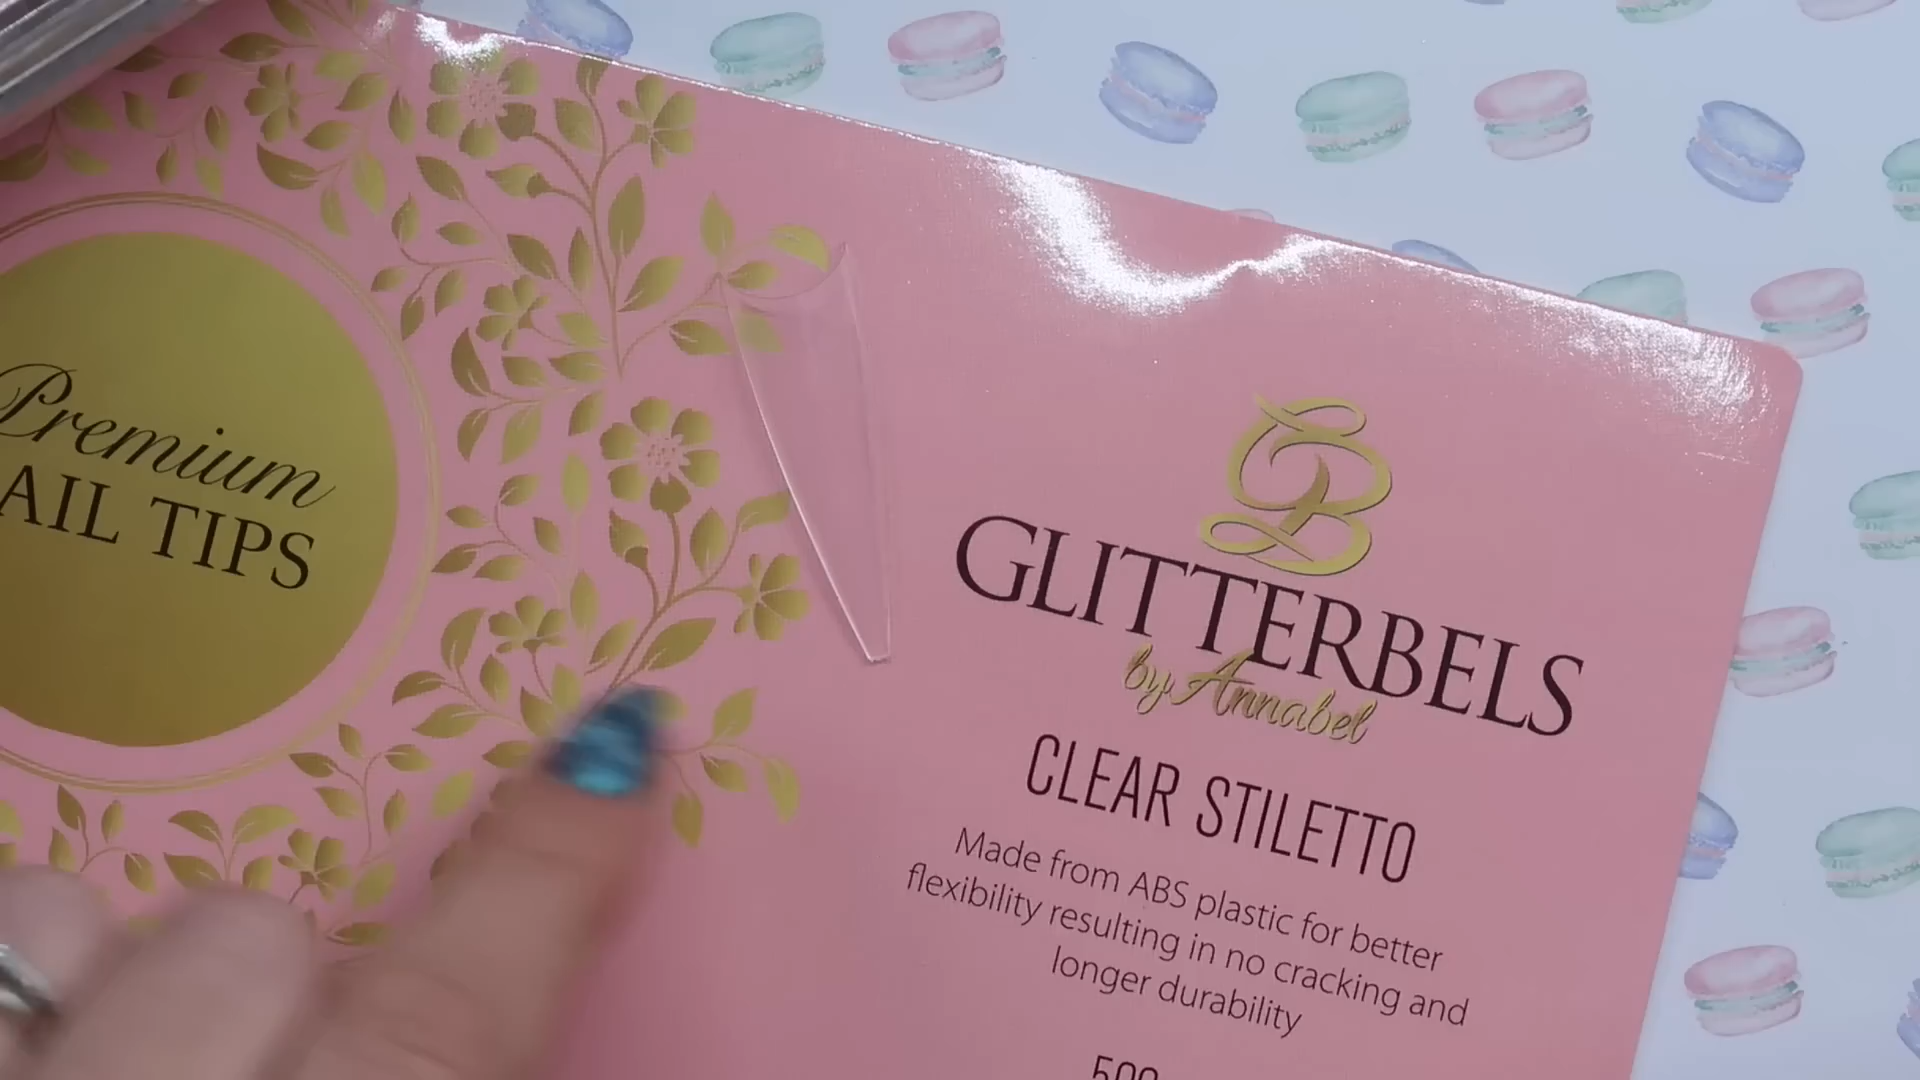 Premium
AIL TIPS
GLITTERBELS
by Annabel
CLEAR STILETTO
Made from ABS plastic for better
flexibility resulting in no cracking and
longer durability
500